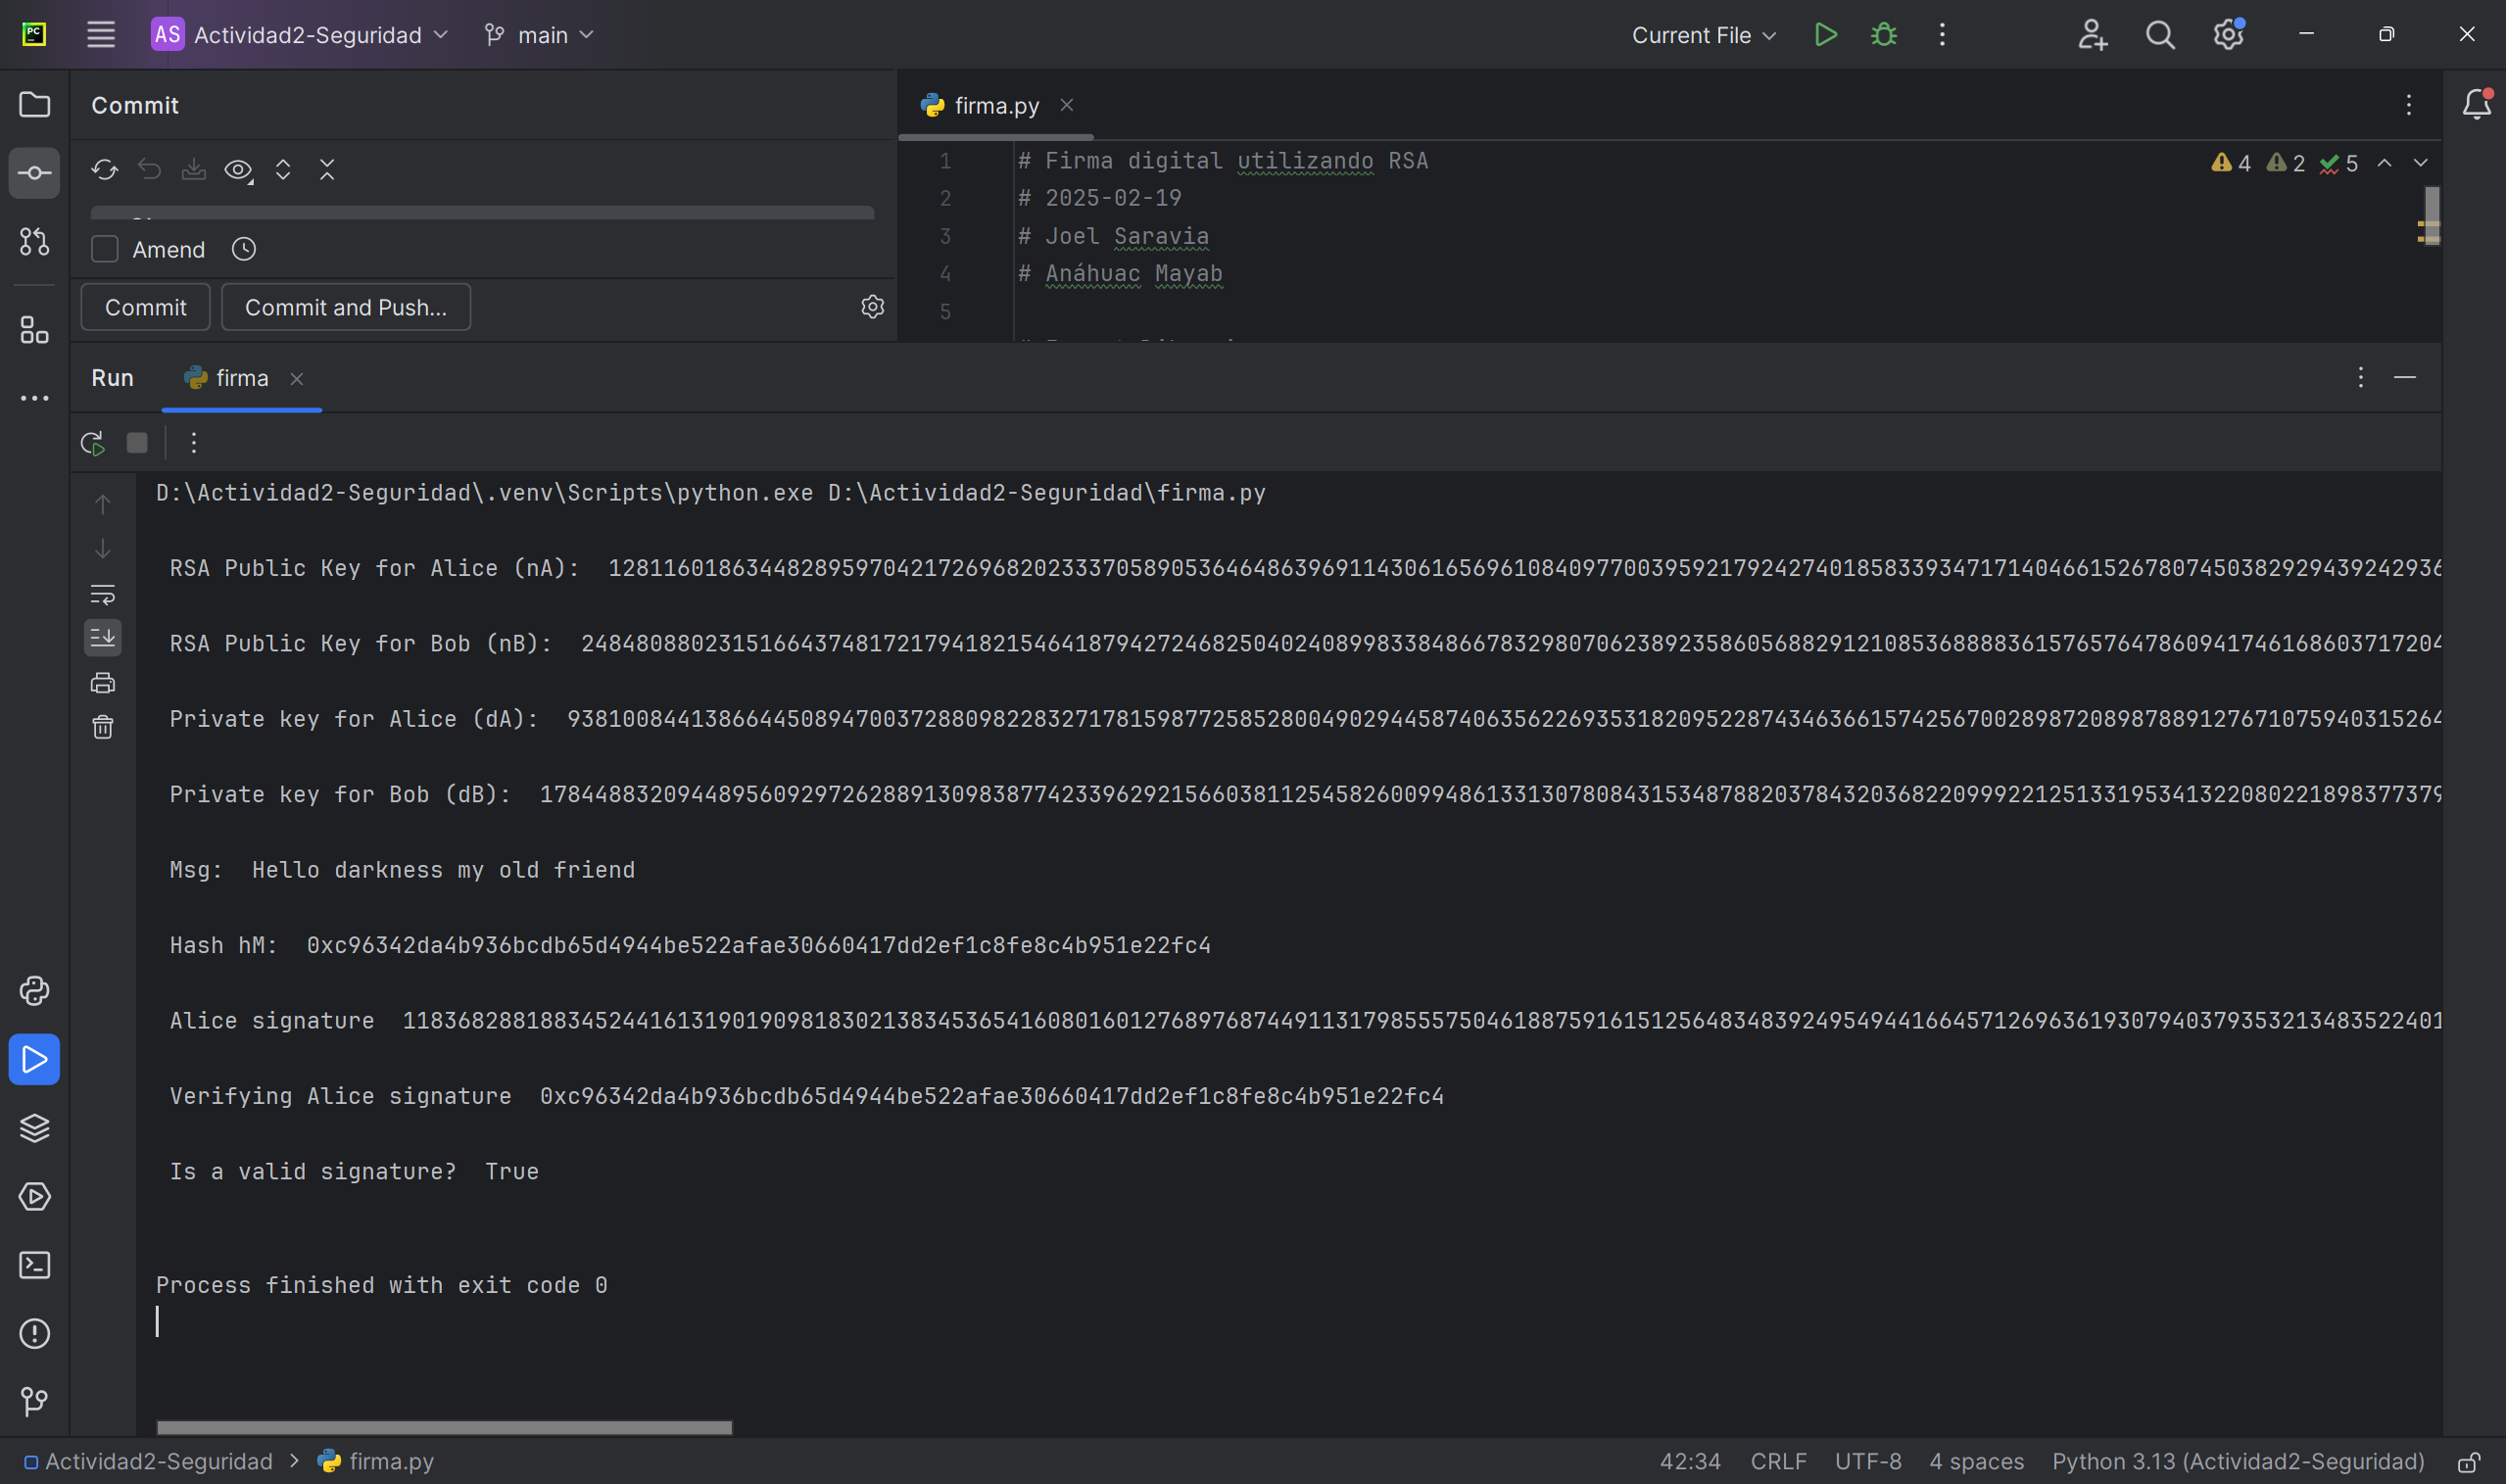 PC AS Actividad2-Seguridad main Current File
Commit
firma.py
Amend
Commit Commit and Push...
1 # Firma digital utilizando RSA
2 # 2025-02-19
3 # Joel Saravia
4 # Anáhuac Mayab
5
4 2 5
Run firma
D:\Actividad2-Seguridad\.venv\Scripts\python.exe D:\Actividad2-Seguridad\firma.py
RSA Public Key for Alice (nA):
RSA Public Key for Bob (nB):
Private key for Alice (dA):
Private key for Bob (dB):
Msg: Hello darkness my old friend
Hash hM: 0xc96342da4b936bcdb65d4944be522afae30660417dd2ef1c8fe8c4b951e22fc4
Alice signature
Verifying Alice signature 0xc96342da4b936bcdb65d4944be522afae30660417dd2ef1c8fe8c4b951e22fc4
Is a valid signature? True
Process finished with exit code 0
Actividad2-Seguridad > firma.py 42:34 CRLF UTF-8 4 spaces Python 3.13 (Actividad2-Seguridad)